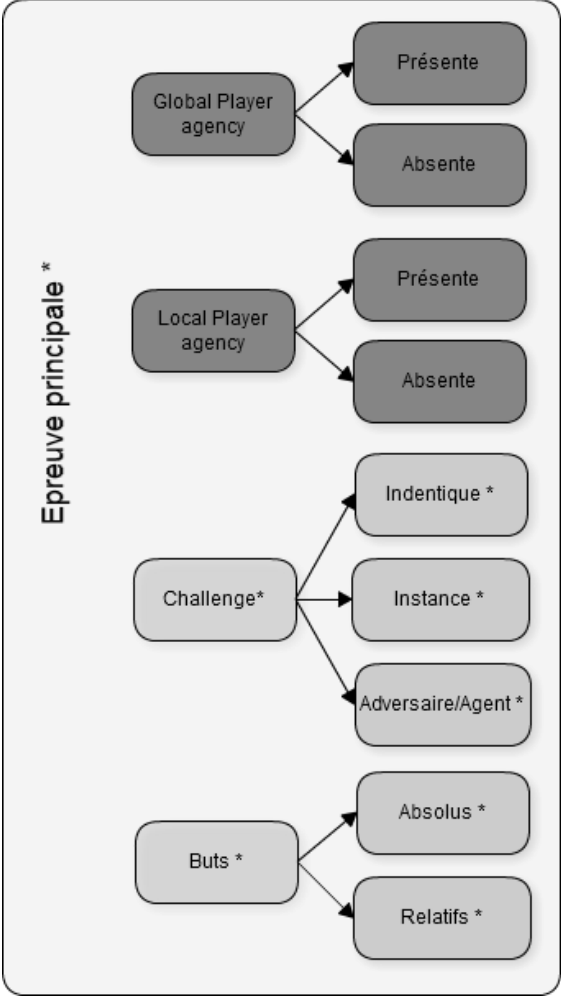 Epreuve principale *
Global Player
agency
Présente
Absente
Local Player
agency
Présente
Absente
Challenge*
Indentique *
Instance *
Adversaire/Agent *
Buts *
Absolus *
Relatifs *